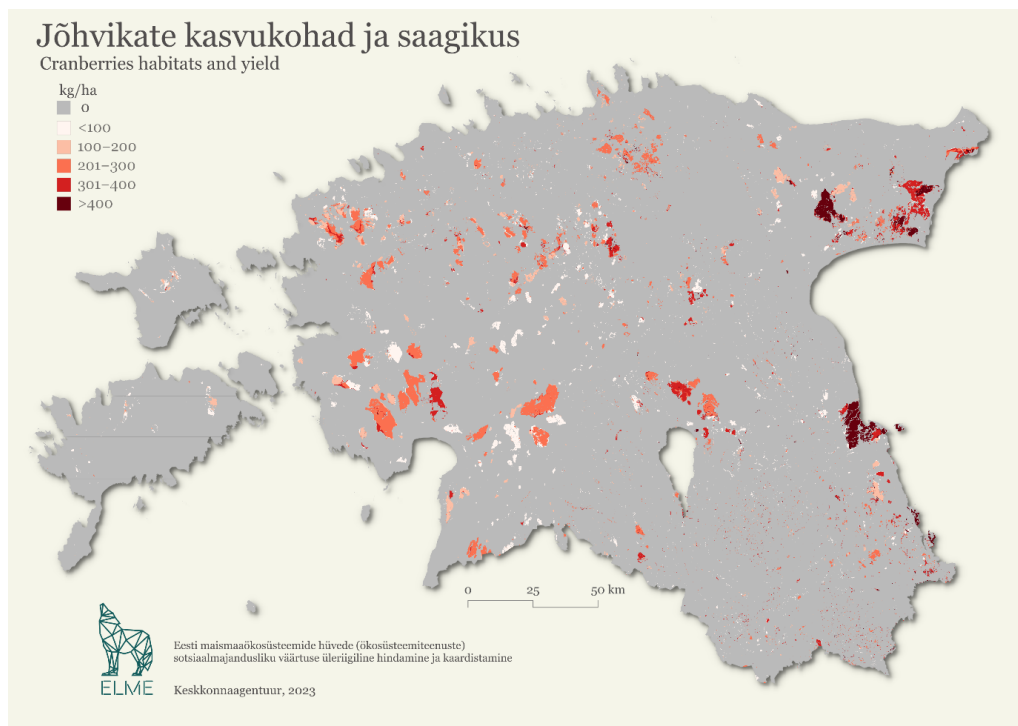 Jõhvikate kasvukohad ja saagikus
Cranberries habitats and yield
kg/ha
0
<100
100–200
201–300
301–400
>400
0 25 50 km
Eesti maismaaökosüsteemide hüvede (ökosüsteemiteenuste)
sotsiaalmajandusliku väärtuse üleriigiline hindamine ja kaardistamine
ELME
Keskkonnaagentuur, 2023